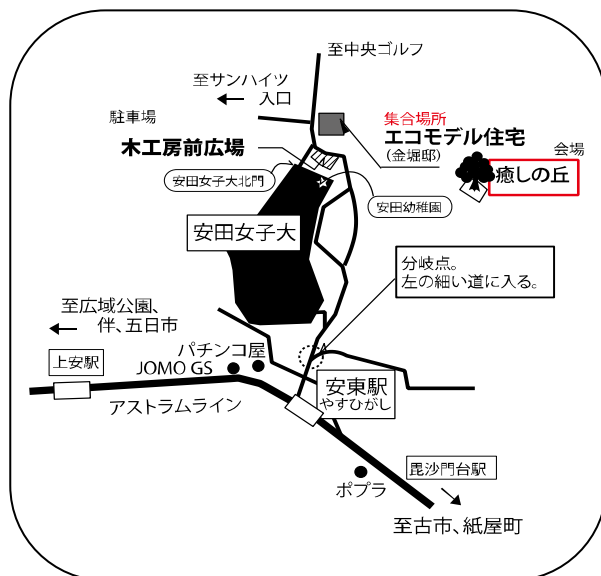 至中央ゴルフ
至サンハイツ
入口
駐車場
集合場所
エコモデル住宅
(金堀邸)
木工房前広場
会場
癒しの丘
安田女子大北門
安田幼稚園
安田女子大
分岐点。
左の細い道に入る。
至広域公園、
伴、五日市
上安駅
パチンコ屋
JOMO GS
アストラムライン
安東駅
やすひがし
毘沙門台駅
ポプラ
至古市、紙屋町